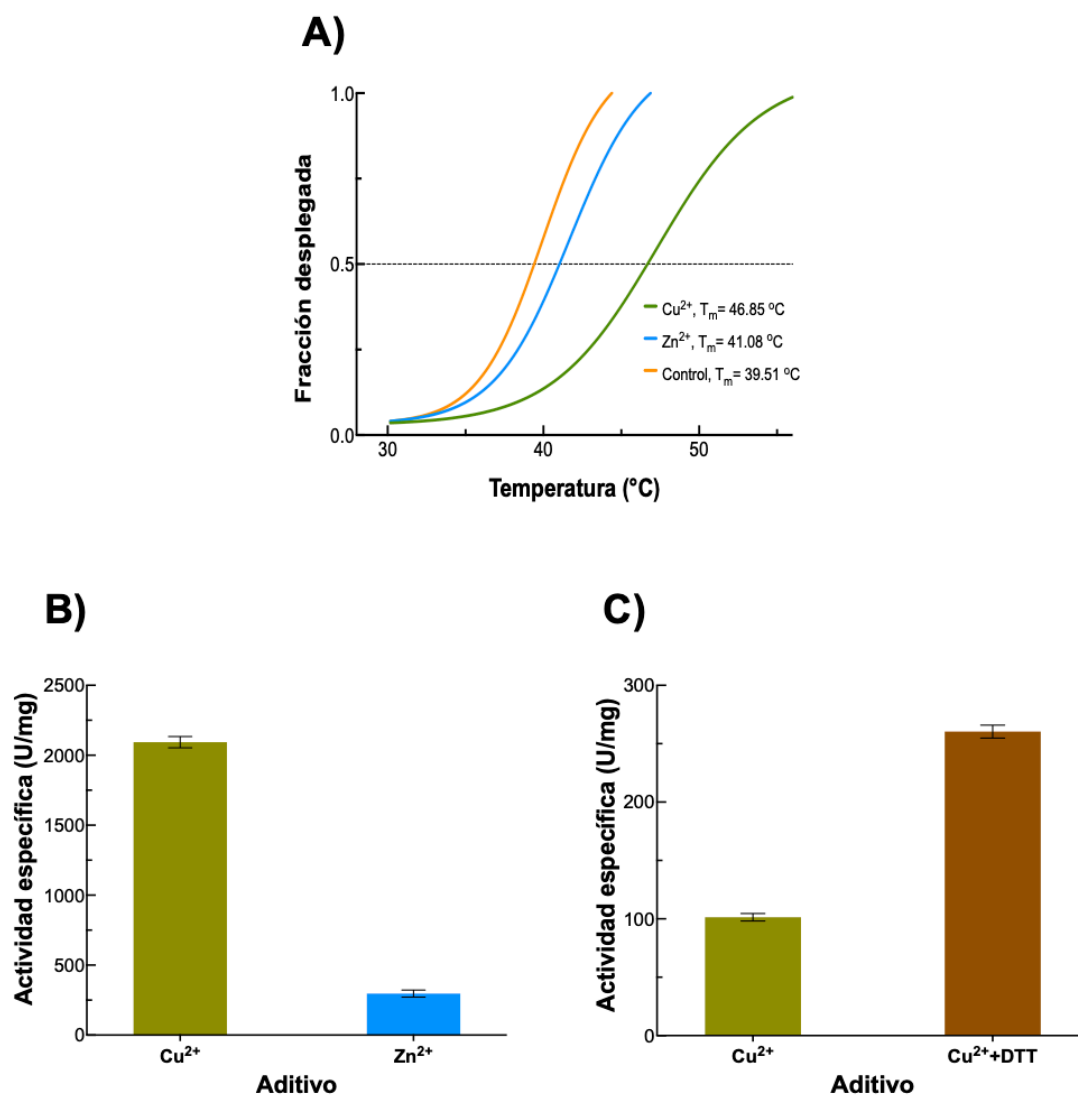 A)
Fracción desplegada
1.0
0.5
0.0
Cu²⁺, Tₘ= 46.85 ºC
Zn²⁺, Tₘ= 41.08 ºC
Control, Tₘ= 39.51 ºC
30 40 50
Temperatura (°C)
B)
Actividad específica (U/mg)
2500
2000
1500
1000
500
0
Cu²⁺ Zn²⁺
Aditivo
C)
Actividad específica (U/mg)
300
200
100
0
Cu²⁺ Cu²⁺+DTT
Aditivo